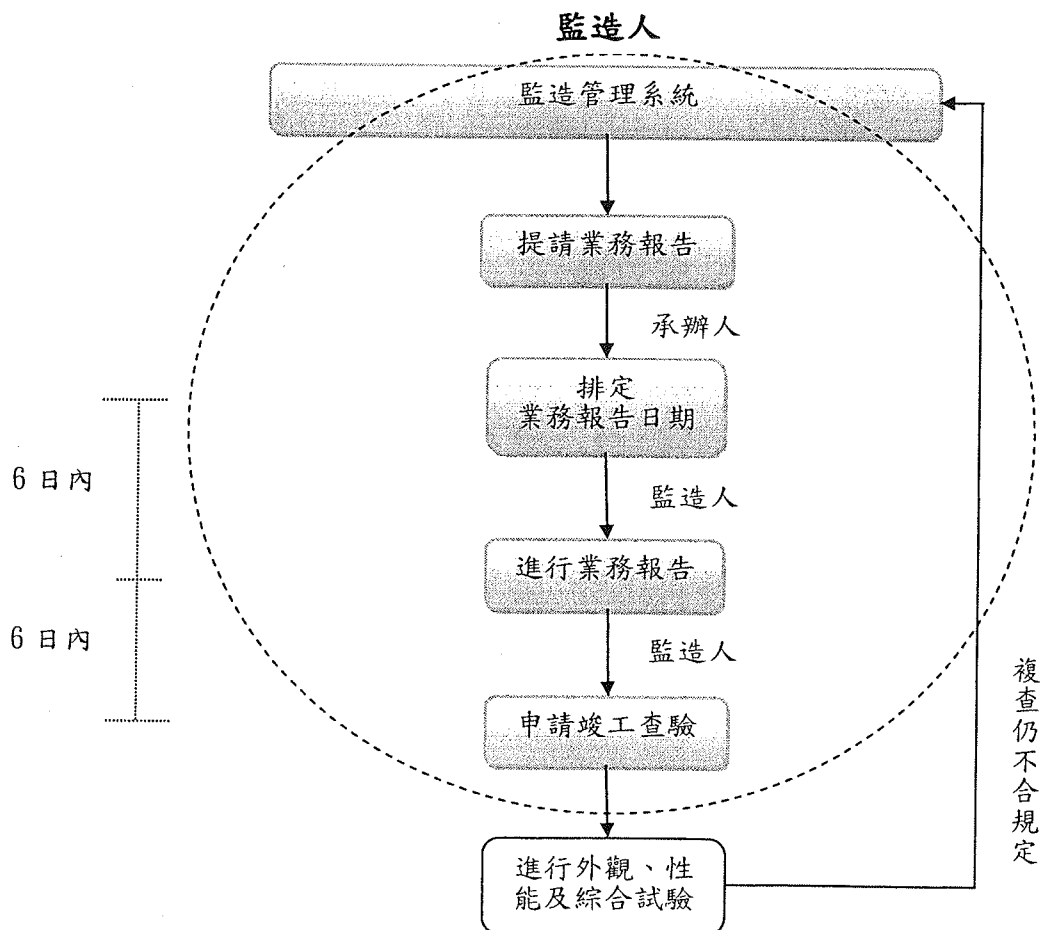 監造人
監造管理系統
提請業務報告
承辦人
排定
業務報告日期
6 日內
監造人
進行業務報告
6 日內
監造人
申請竣工查驗
複查仍不合規定
進行外觀、性
能及綜合試驗